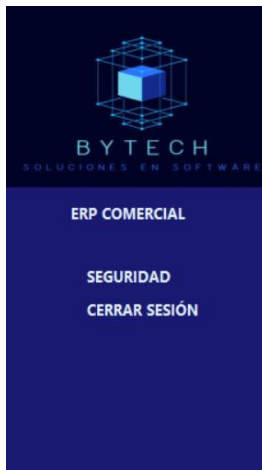 BYTECH
SOLUCIONES EN SOFTWARE
ERP COMERCIAL
SEGURIDAD
CERRAR SESIÓN